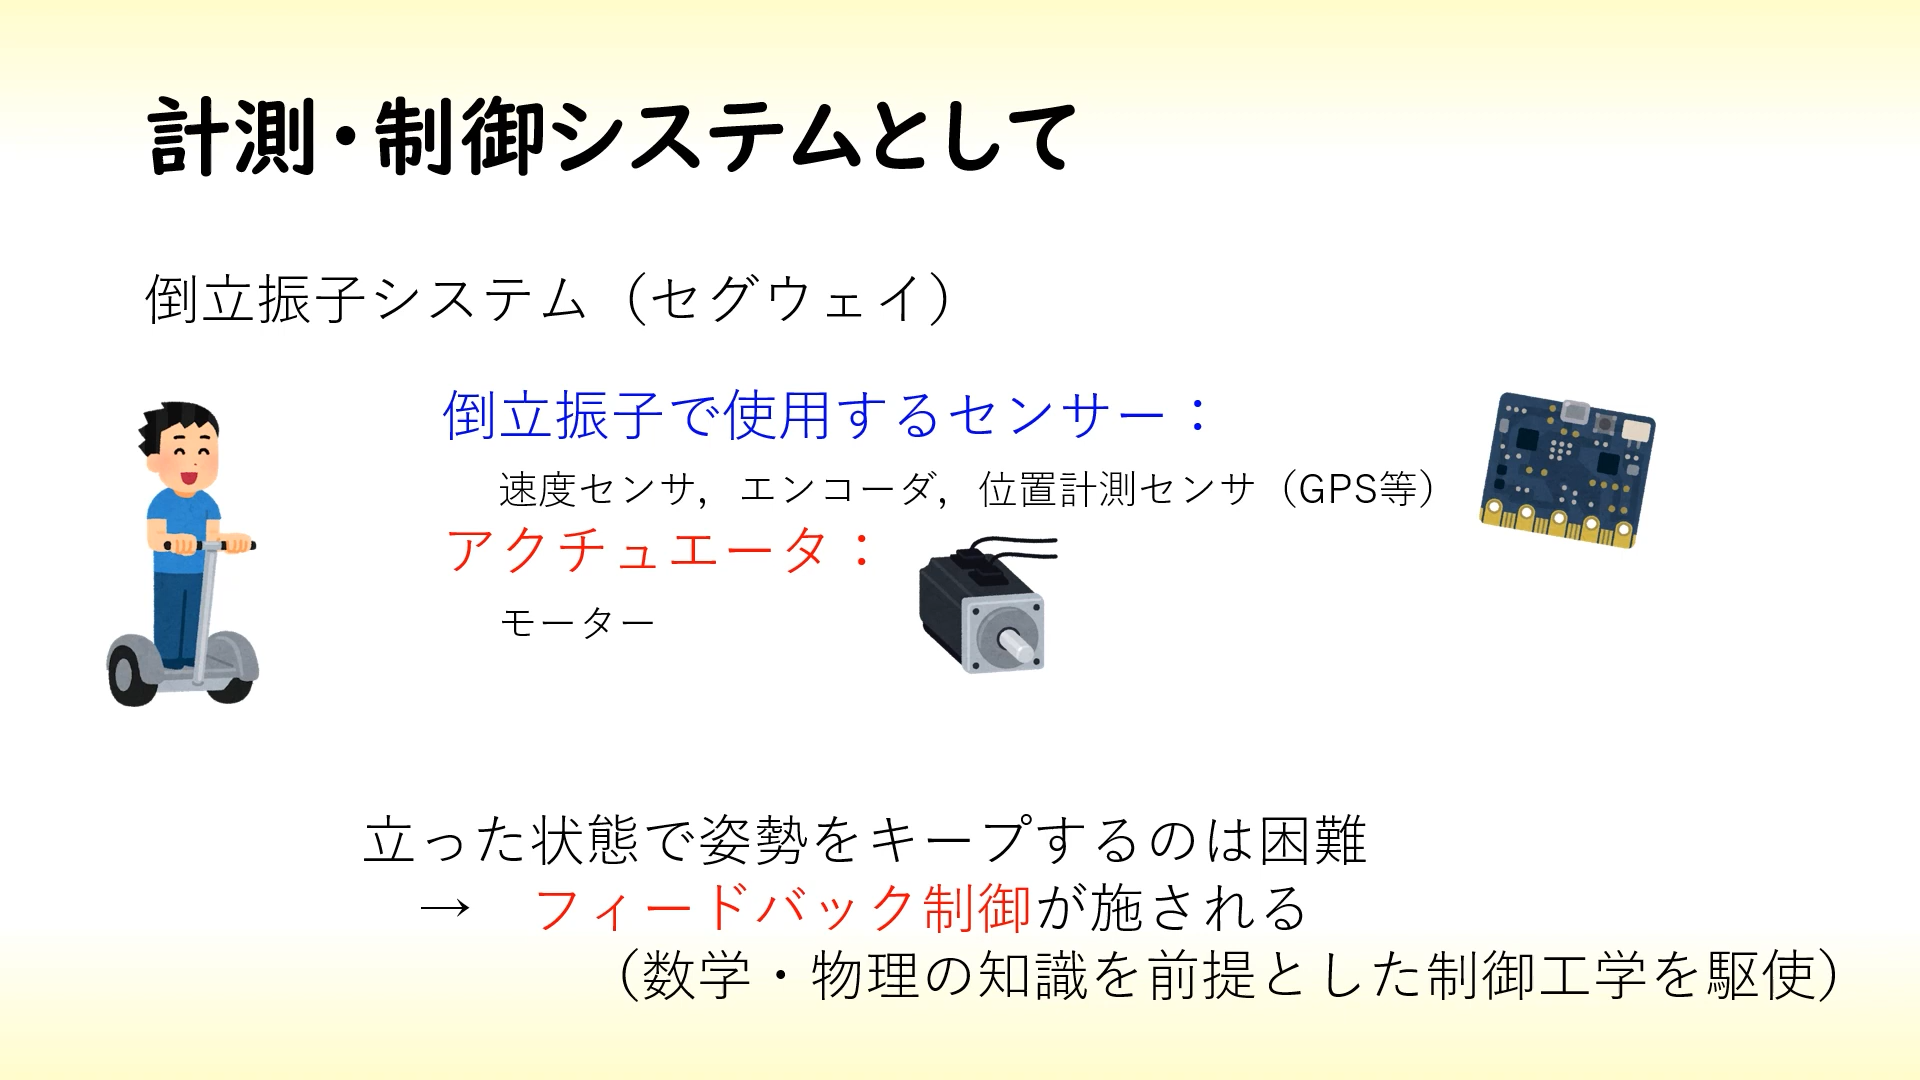 計測・制御システムとして
倒立振子システム（セグウェイ）
倒立振子で使用するセンサー：
速度センサ，エンコーダ，位置計測センサ（GPS等）
アクチュエータ：
モーター
立った状態で姿勢をキープするのは困難
→　フィードバック制御が施される
（数学・物理の知識を前提とした制御工学を駆使）